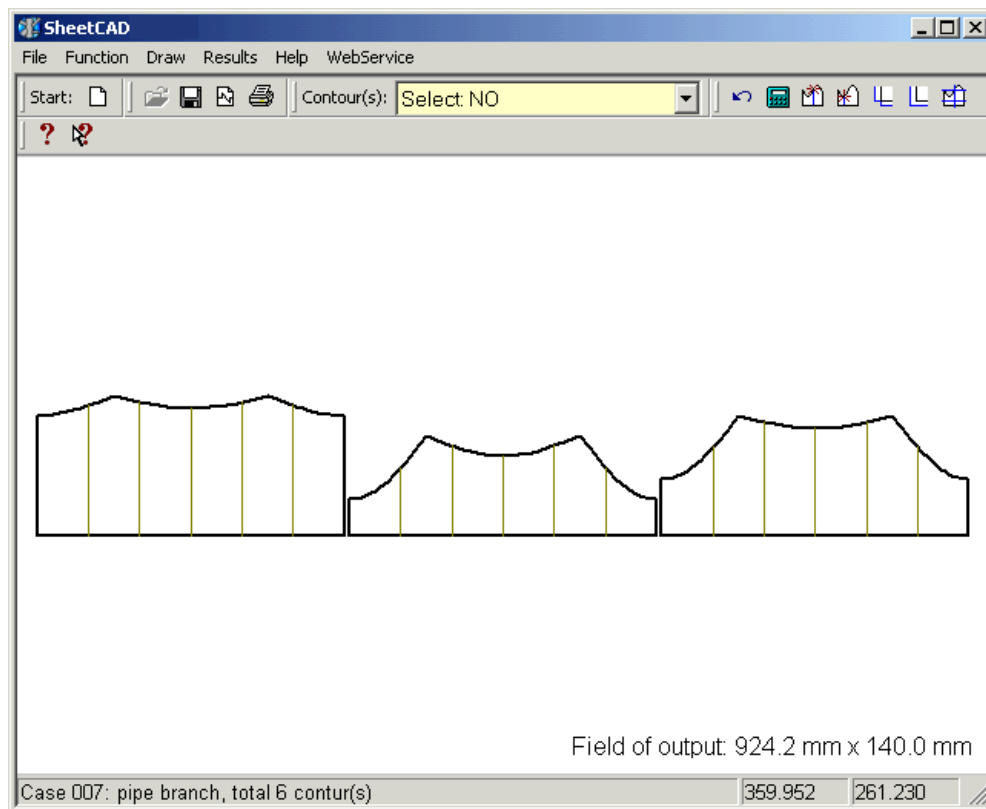 SheetCAD
File Function Draw Results Help WebService
Start: Contour(s): Select: NO
Field of output: 924.2 mm x 140.0 mm
Case 007: pipe branch, total 6 contur(s) 359.952 261.230